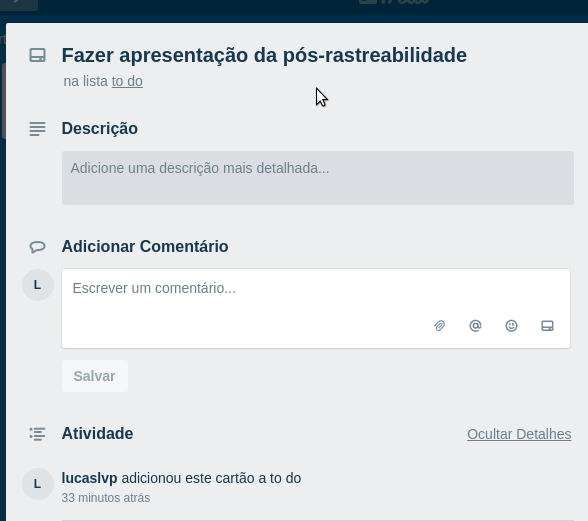 Fazer apresentação da pós-rastreabilidade
na lista to do
Descrição
Adicione uma descrição mais detalhada...
Adicionar Comentário
L
Escrever um comentário...
Salvar
Atividade
Ocultar Detalhes
L
lucaslvp adicionou este cartão a to do
33 minutos atrás